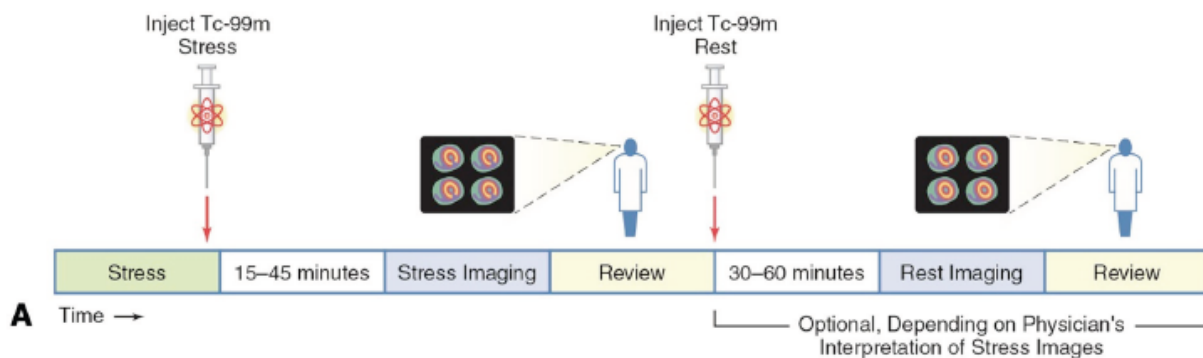 Inject Tc-99m
Stress
Inject Tc-99m
Rest
Stress
15–45 minutes
Stress Imaging
Review
30–60 minutes
Rest Imaging
Review
A
Time →
Optional, Depending on Physician's
Interpretation of Stress Images